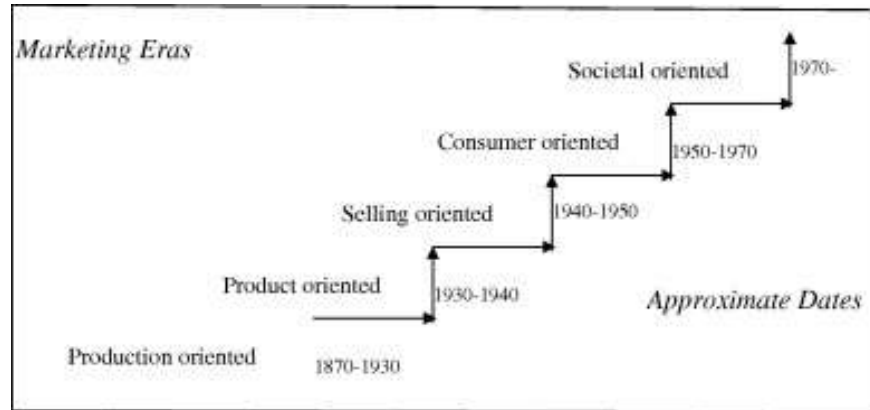 Marketing Eras
Societal oriented
1970-
Consumer oriented
1950-1970
Selling oriented
1940-1950
Product oriented
1930-1940
Approximate Dates
Production oriented
1870-1930